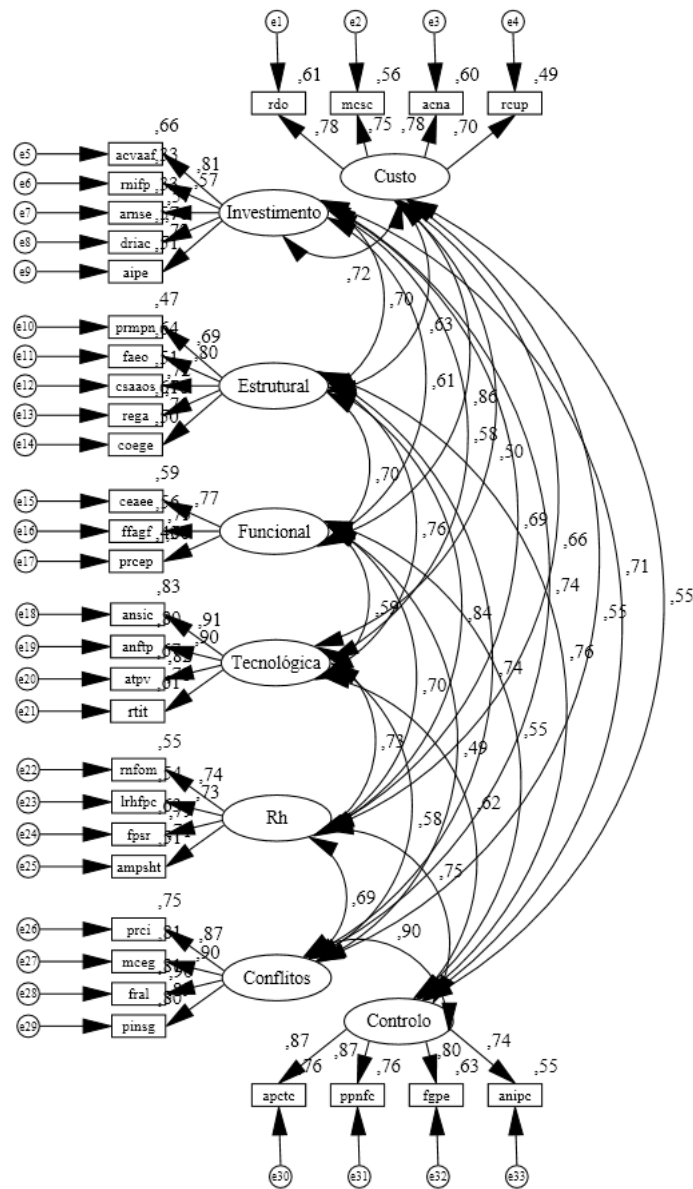 e1 e2 e3 e4
,61 ,56 ,60 ,49
rdo mcsc acna rcup
,78 ,75 ,78 ,70
Custo
,66
e5 acvaaf
,81
e6 rnifp ,57
e7 amse Investimento
e8 driac
e9 aipe
,72
,70
,63
,47
e10 prmpn
,64 ,69
e11 faeo ,80
,61
e12 csaaos Estrutural
e13 rega
e14 coege
,86
,58
,50
,59
e15 ceaee ,77
e16 ffagf Funcional
e17 prcep
,70
,76
,69
,66
,74
,71
,55
,55
,83
e18 ansic ,91
e19 anftp ,90
e20 atpv Tecnológica
e21 rtit
,59
,84
,74
,76
,55
e22 rnfom ,74
e23 lrhfpc ,73
e24 fpsr Rh
e25 ampsht
,70
,55
,73
,49
,62
,58
,75
e26 prci ,87
e27 mceg ,90
e28 fral Conflitos
e29 pinsg
,80
,69
,75
,90
Controlo
,87 ,87 ,80 ,74
,76 ,76 ,63 ,55
apctc ppnfc fgpe anipc
e30 e31 e32 e33